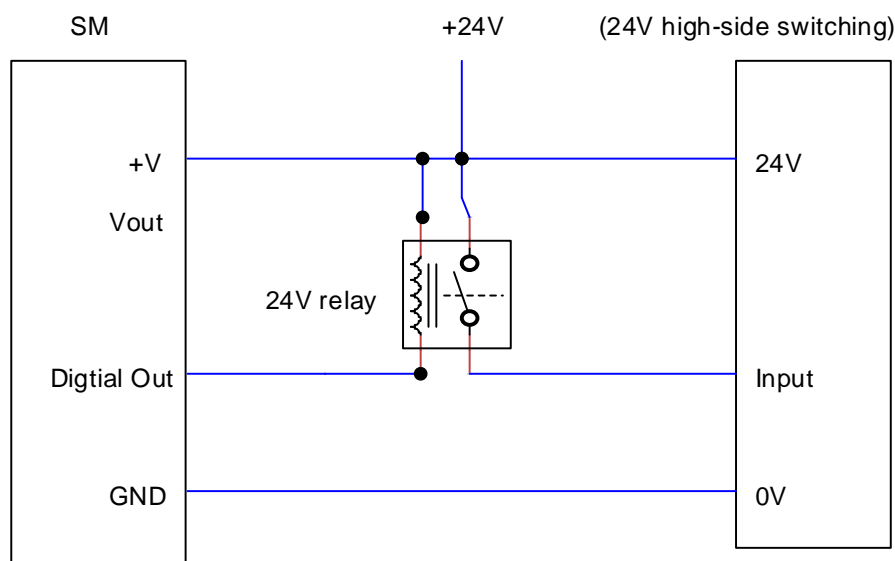 SM
+24V
(24V high-side switching)
+V
24V
Vout
24V relay
Digtial Out
Input
GND
0V